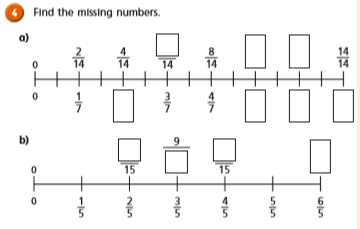 4 Find the missing numbers.
a)
0 2/14 4/14 □/14 8/14 □ □ 14/14
0 1/7 □ 3/7 4/7 □ □ □
b)
0 □/15 9/□ □/15 □
0 1/5 2/5 3/5 4/5 5/5 6/5